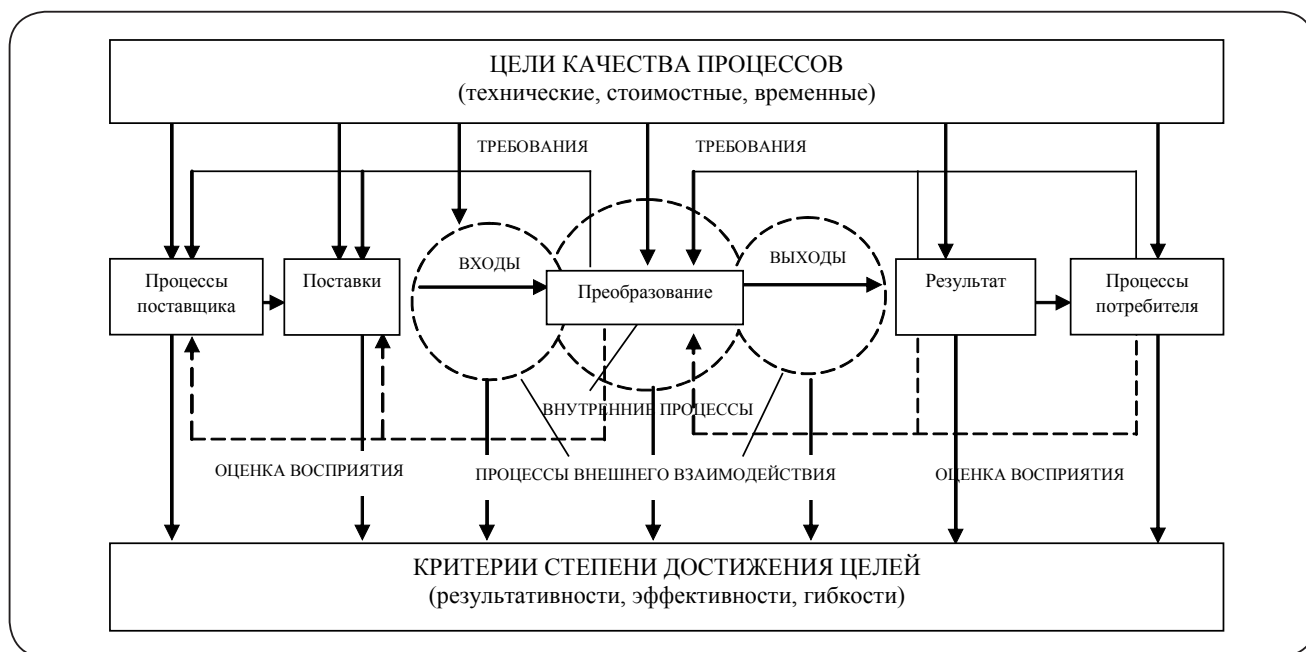 ЦЕЛИ КАЧЕСТВА ПРОЦЕССОВ
(технические, стоимостные, временные)
ТРЕБОВАНИЯ
ТРЕБОВАНИЯ
ВХОДЫ
ВЫХОДЫ
Процессы
поставщика
Поставки
Преобразование
Результат
Процессы
потребителя
ВНУТРЕННИЕ ПРОЦЕССЫ
ОЦЕНКА ВОСПРИЯТИЯ
ПРОЦЕССЫ ВНЕШНЕГО ВЗАИМОДЕЙСТВИЯ
ОЦЕНКА ВОСПРИЯТИЯ
КРИТЕРИИ СТЕПЕНИ ДОСТИЖЕНИЯ ЦЕЛЕЙ
(результативности, эффективности, гибкости)